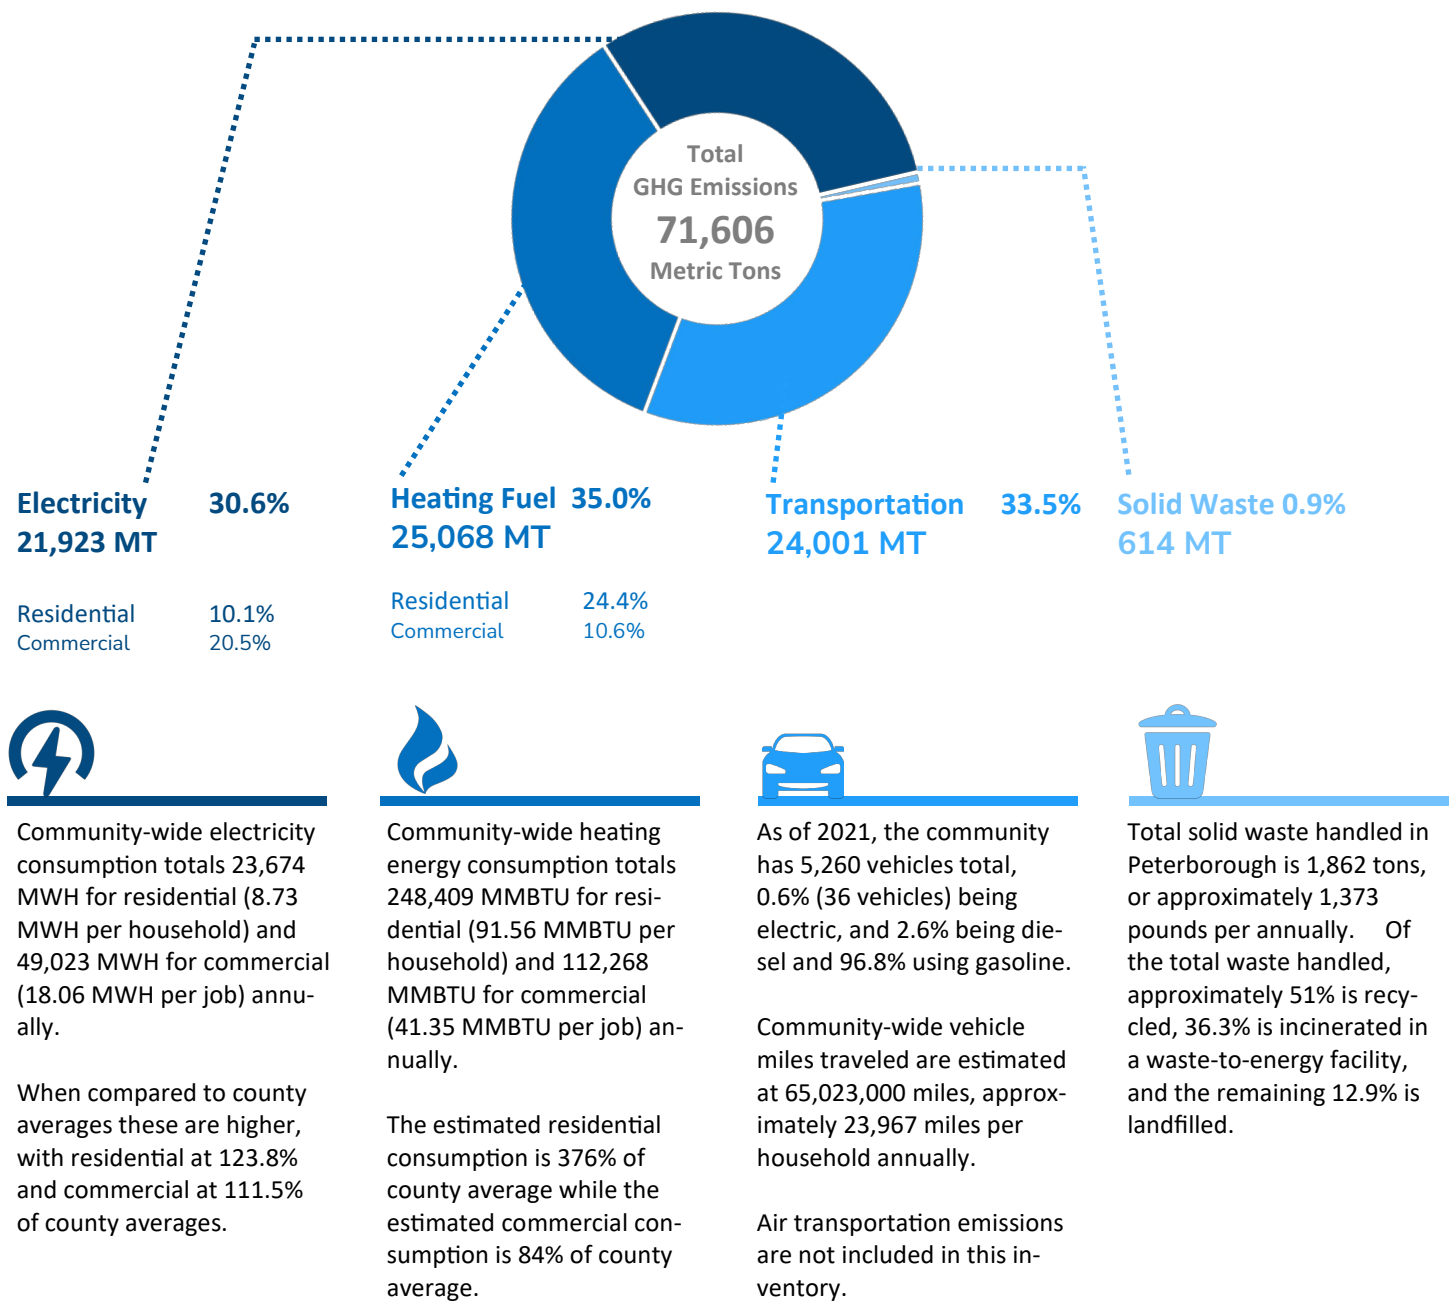 Total
GHG Emissions
71,606
Metric Tons
Electricity 30.6%
21,923 MT
Residential 10.1%
Commercial 20.5%
Heating Fuel 35.0%
25,068 MT
Residential 24.4%
Commercial 10.6%
Transportation 33.5%
24,001 MT
Solid Waste 0.9%
614 MT
Community-wide electricity
consumption totals 23,674
MWH for residential (8.73
MWH per household) and
49,023 MWH for commercial
(18.06 MWH per job) annu-
ally.
When compared to county
averages these are higher,
with residential at 123.8%
and commercial at 111.5%
of county averages.
Community-wide heating
energy consumption totals
248,409 MMBTU for resi-
dential (91.56 MMBTU per
household) and 112,268
MMBTU for commercial
(41.35 MMBTU per job) an-
nually.
The estimated residential
consumption is 376% of
county average while the
estimated commercial con-
sumption is 84% of county
average.
As of 2021, the community
has 5,260 vehicles total,
0.6% (36 vehicles) being
electric, and 2.6% being die-
sel and 96.8% using gasoline.
Community-wide vehicle
miles traveled are estimated
at 65,023,000 miles, approx-
imately 23,967 miles per
household annually.
Air transportation emissions
are not included in this in-
ventory.
Total solid waste handled in
Peterborough is 1,862 tons,
or approximately 1,373
pounds per annually. Of
the total waste handled,
approximately 51% is recy-
cled, 36.3% is incinerated in
a waste-to-energy facility,
and the remaining 12.9% is
landfilled.